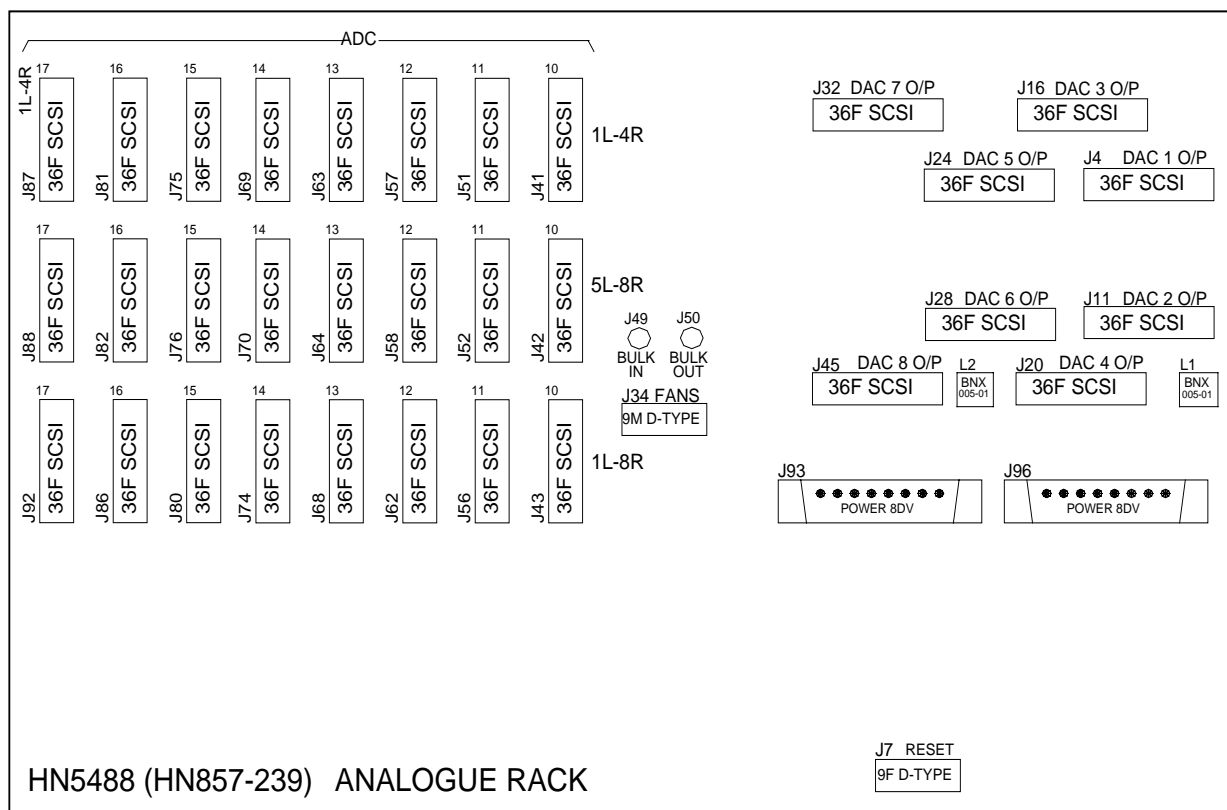 ADC
1L-4R
17 16 15 14 13 12 11 10
J87 36F SCSI J81 36F SCSI J75 36F SCSI J69 36F SCSI J63 36F SCSI J57 36F SCSI J51 36F SCSI J41 36F SCSI
1L-4R
17 16 15 14 13 12 11 10
J88 36F SCSI J82 36F SCSI J76 36F SCSI J70 36F SCSI J64 36F SCSI J58 36F SCSI J52 36F SCSI J42 36F SCSI
5L-8R
17 16 15 14 13 12 11 10
J92 36F SCSI J86 36F SCSI J80 36F SCSI J74 36F SCSI J68 36F SCSI J62 36F SCSI J56 36F SCSI J43 36F SCSI
1L-8R
J49 J50
BULK IN
BULK OUT
J34 FANS
9M D-TYPE
J32 DAC 7 O/P
36F SCSI
J16 DAC 3 O/P
36F SCSI
J24 DAC 5 O/P
36F SCSI
J4 DAC 1 O/P
36F SCSI
J28 DAC 6 O/P
36F SCSI
J11 DAC 2 O/P
36F SCSI
J45 DAC 8 O/P
36F SCSI
L2
BNX
005-01
J20 DAC 4 O/P
36F SCSI
L1
BNX
005-01
J93
POWER 8DV
J96
POWER 8DV
J7 RESET
9F D-TYPE
HN5488 (HN857-239) ANALOGUE RACK